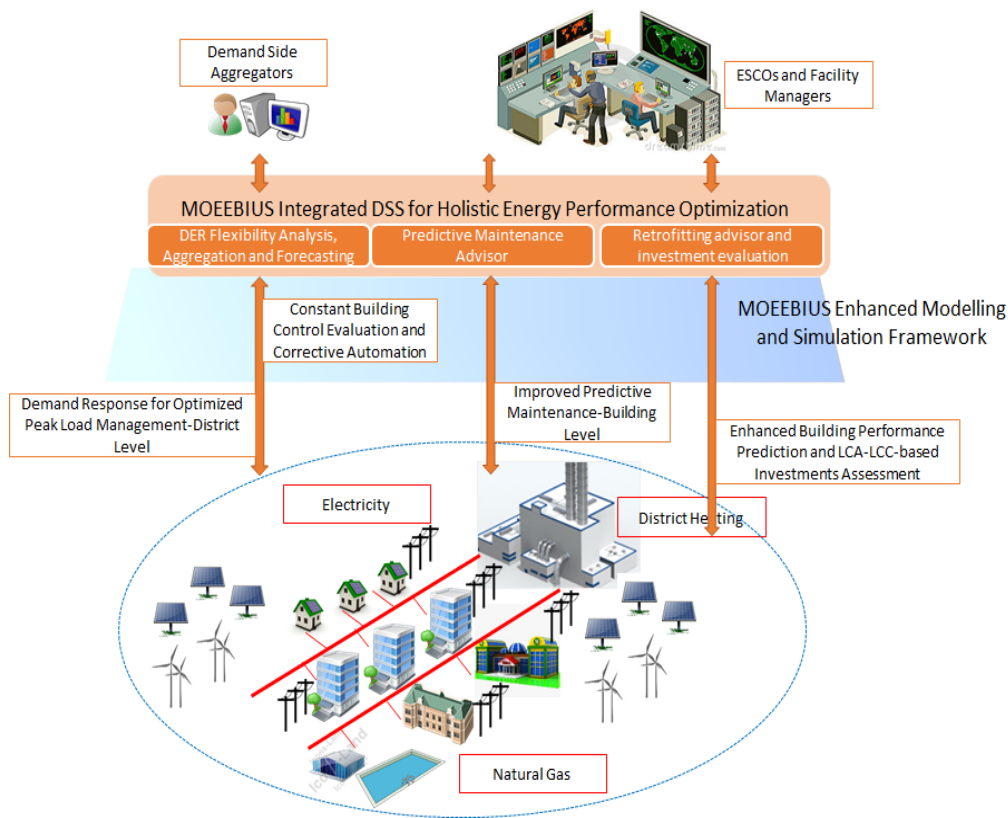 Demand Side
Aggregators
ESCOs and Facility
Managers
dreamstime.com
MOEEBIUS Integrated DSS for Holistic Energy Performance Optimization
DER Flexibility Analysis,
Aggregation and Forecasting
Predictive Maintenance
Advisor
Retrofitting advisor and
investment evaluation
MOEEBIUS Enhanced Modelling
and Simulation Framework
Constant Building
Control Evaluation and
Corrective Automation
Demand Response for Optimized
Peak Load Management-District
Level
Improved Predictive
Maintenance-Building
Level
Enhanced Building Performance
Prediction and LCA-LCC-based
Investments Assessment
Electricity
District Heating
Natural Gas